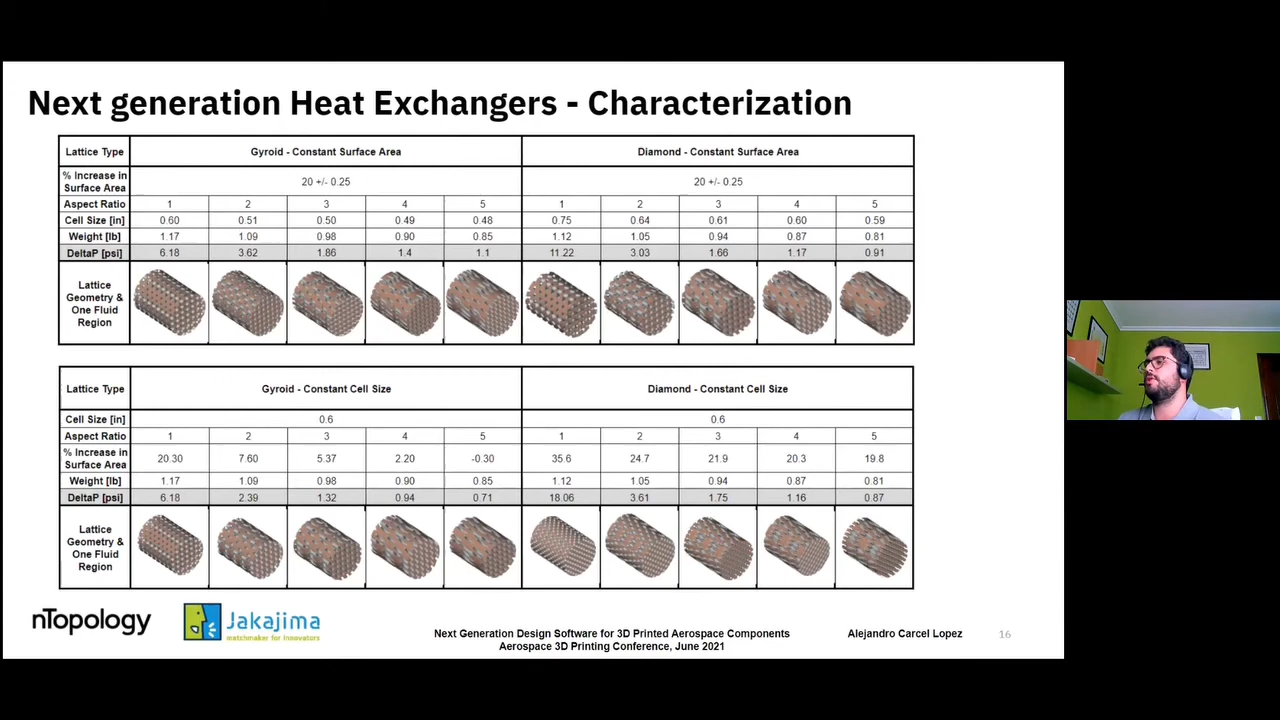 Next generation Heat Exchangers - Characterization
Lattice Type Gyroid - Constant Surface Area Diamond - Constant Surface Area
% Increase in
Surface Area 20 +/- 0.25 20 +/- 0.25
Aspect Ratio 1 2 3 4 5 1 2 3 4 5
Cell Size [in] 0.60 0.51 0.50 0.49 0.48 0.75 0.64 0.61 0.60 0.59
Weight [lb] 1.17 1.09 0.98 0.90 0.85 1.12 1.05 0.94 0.87 0.81
DeltaP [psi] 6.18 3.62 1.86 1.4 1.1 11.22 3.03 1.66 1.17 0.91
Lattice
Geometry &
One Fluid
Region
Lattice Type Gyroid - Constant Cell Size Diamond - Constant Cell Size
Cell Size [in] 0.6 0.6
Aspect Ratio 1 2 3 4 5 1 2 3 4 5
% Increase in
Surface Area 20.30 7.60 5.37 2.20 -0.30 35.6 24.7 21.9 20.3 19.8
Weight [lb] 1.17 1.09 0.98 0.90 0.85 1.12 1.05 0.94 0.87 0.81
DeltaP [psi] 6.18 2.39 1.32 0.94 0.71 18.06 3.61 1.75 1.16 0.87
Lattice
Geometry &
One Fluid
Region
nTopology
Jakajima
matchmaker for innovators
Next Generation Design Software for 3D Printed Aerospace Components
Aerospace 3D Printing Conference, June 2021
Alejandro Carcel Lopez
16